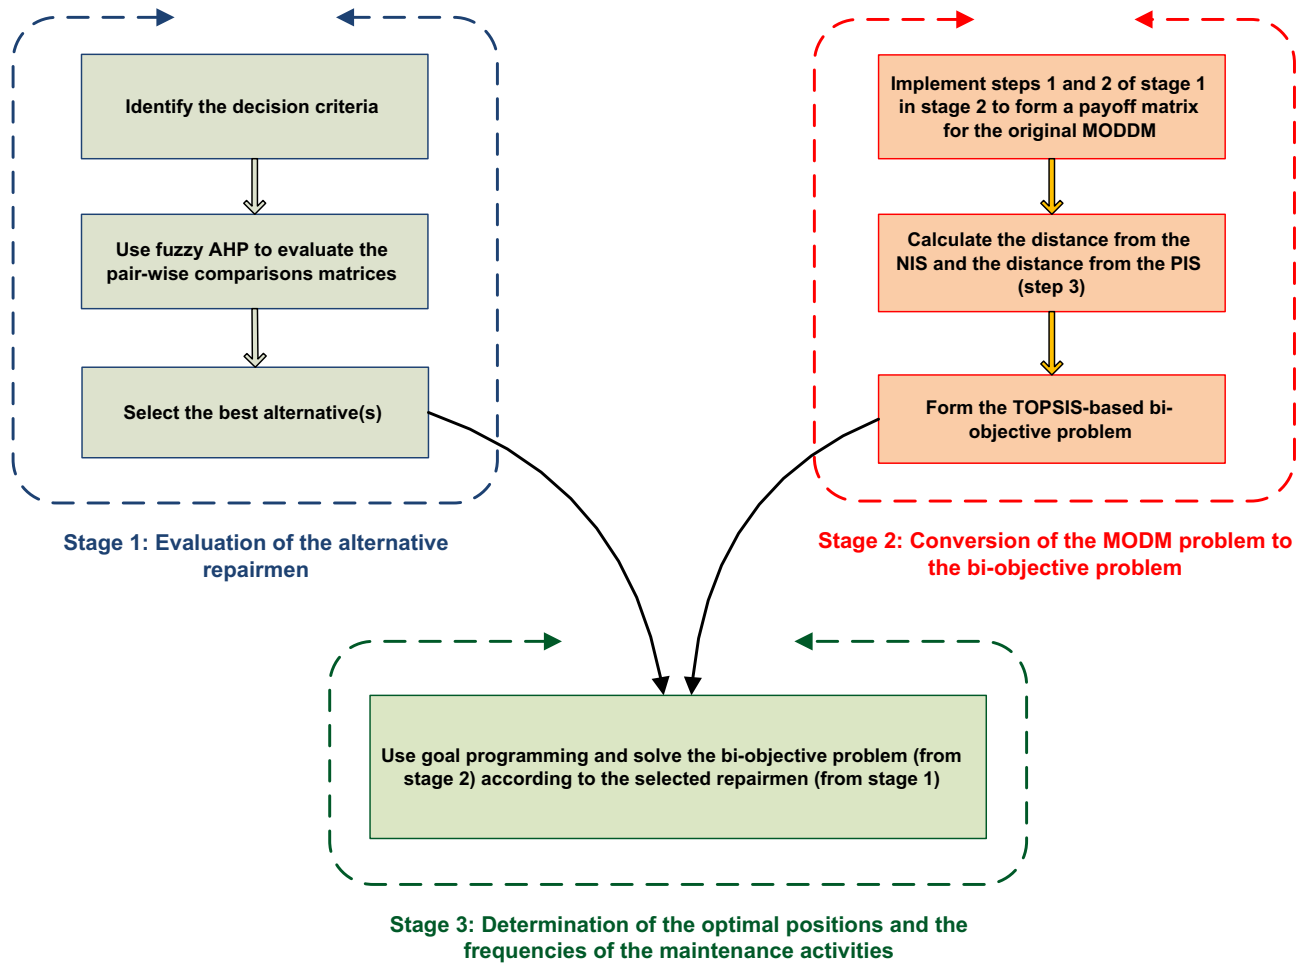 Identify the decision criteria
Use fuzzy AHP to evaluate the
pair-wise comparisons matrices
Select the best alternative(s)
Stage 1: Evaluation of the alternative
repairmen
Implement steps 1 and 2 of stage 1
in stage 2 to form a payoff matrix
for the original MODDM
Calculate the distance from the
NIS and the distance from the PIS
(step 3)
Form the TOPSIS-based bi-
objective problem
Stage 2: Conversion of the MODM problem to
the bi-objective problem
Use goal programming and solve the bi-objective problem (from
stage 2) according to the selected repairmen (from stage 1)
Stage 3: Determination of the optimal positions and the
frequencies of the maintenance activities